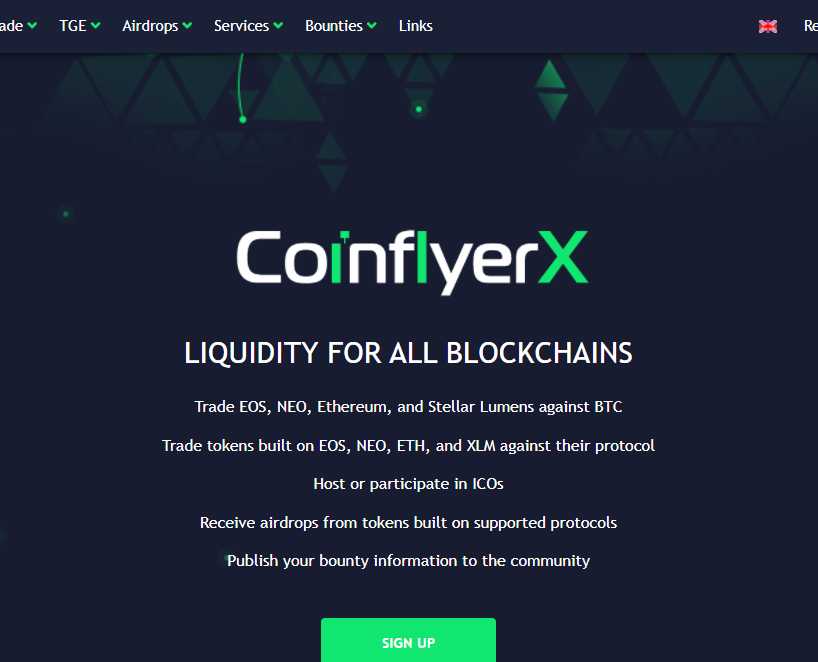 TGE Airdrops Services Bounties Links
CoinflyerX
LIQUIDITY FOR ALL BLOCKCHAINS
Trade EOS, NEO, Ethereum, and Stellar Lumens against BTC
Trade tokens built on EOS, NEO, ETH, and XLM against their protocol
Host or participate in ICOs
Receive airdrops from tokens built on supported protocols
Publish your bounty information to the community
SIGN UP